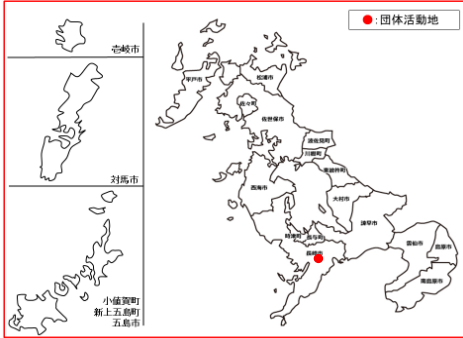 ●:団体活動地
壱岐市
対馬市
小値賀町
新上五島町
五島市
平戸市
松浦市
佐々町
佐世保市
波佐見町
川棚町
東彼杵町
西海市
大村市
時津町
長与町
諫早市
長崎市
雲仙市
島原市
南島原市